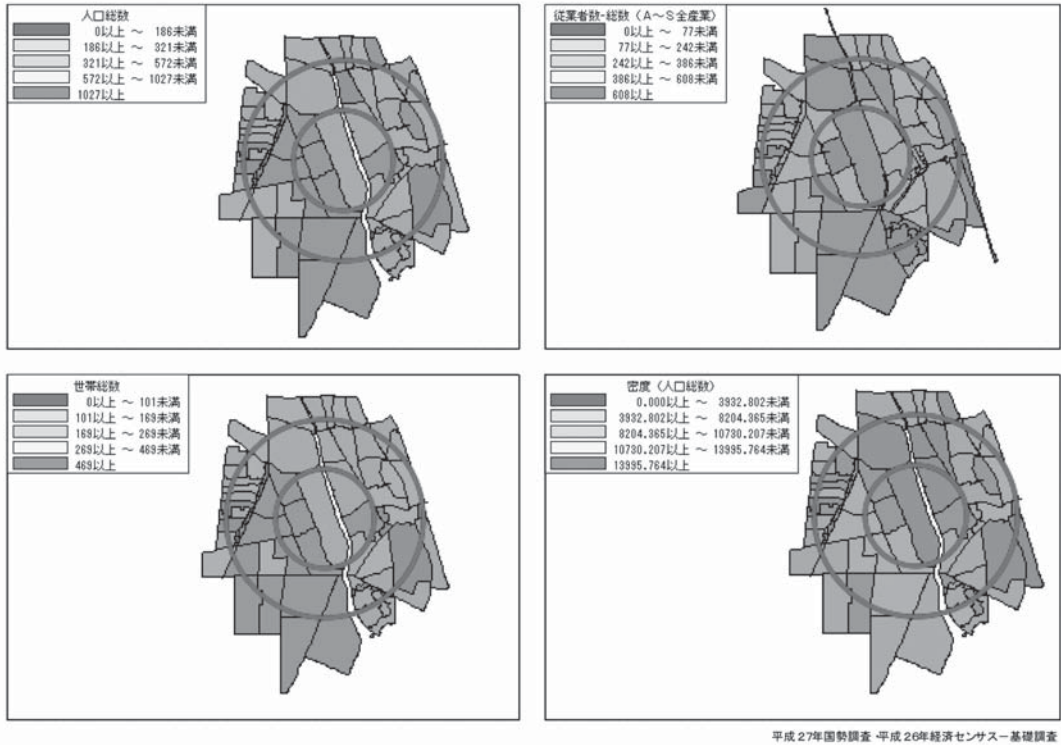 人口総数
0以上 ～ 186未満
186以上 ～ 321未満
321以上 ～ 572未満
572以上 ～ 1027未満
1027以上
従業者数-総数（A～S全産業）
0以上 ～ 77未満
77以上 ～ 242未満
242以上 ～ 386未満
386以上 ～ 608未満
608以上
世帯総数
0以上 ～ 101未満
101以上 ～ 169未満
169以上 ～ 269未満
269以上 ～ 469未満
469以上
密度（人口総数）
0.000以上 ～ 3932.802未満
3932.802以上 ～ 8204.365未満
8204.365以上 ～ 10730.207未満
10730.207以上 ～ 13995.764未満
13995.764以上
平成27年国勢調査・平成26年経済センサス－基礎調査